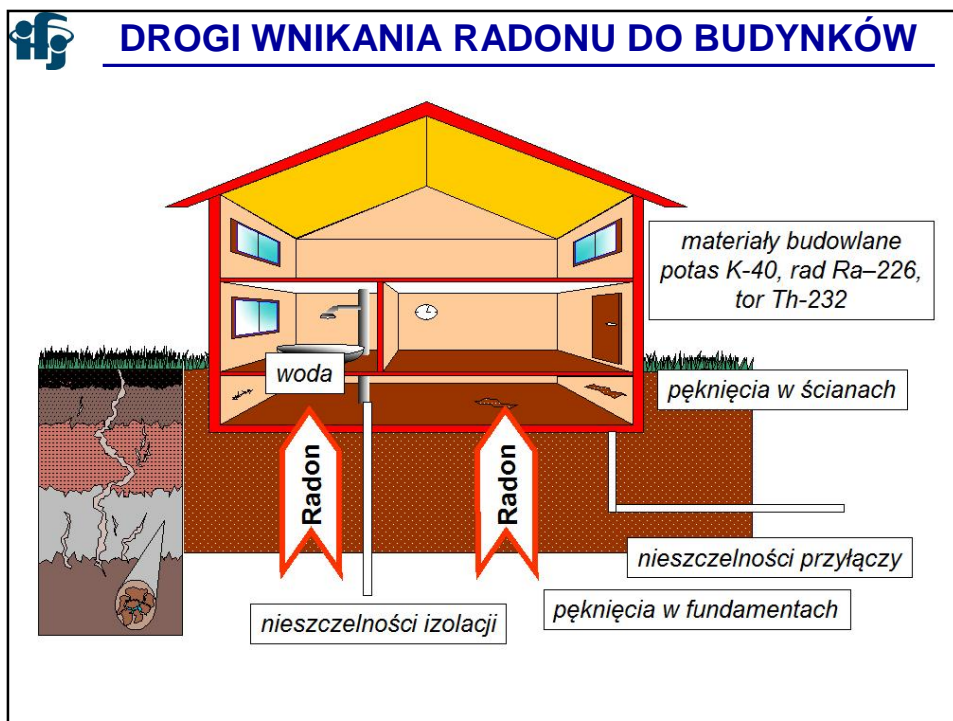 ifj
DROGI WNIKANIA RADONU DO BUDYNKÓW
materiały budowlane
potas K-40, rad Ra–226,
tor Th-232
woda
pęknięcia w ścianach
Radon
Radon
nieszczelności przyłączy
pęknięcia w fundamentach
nieszczelności izolacji